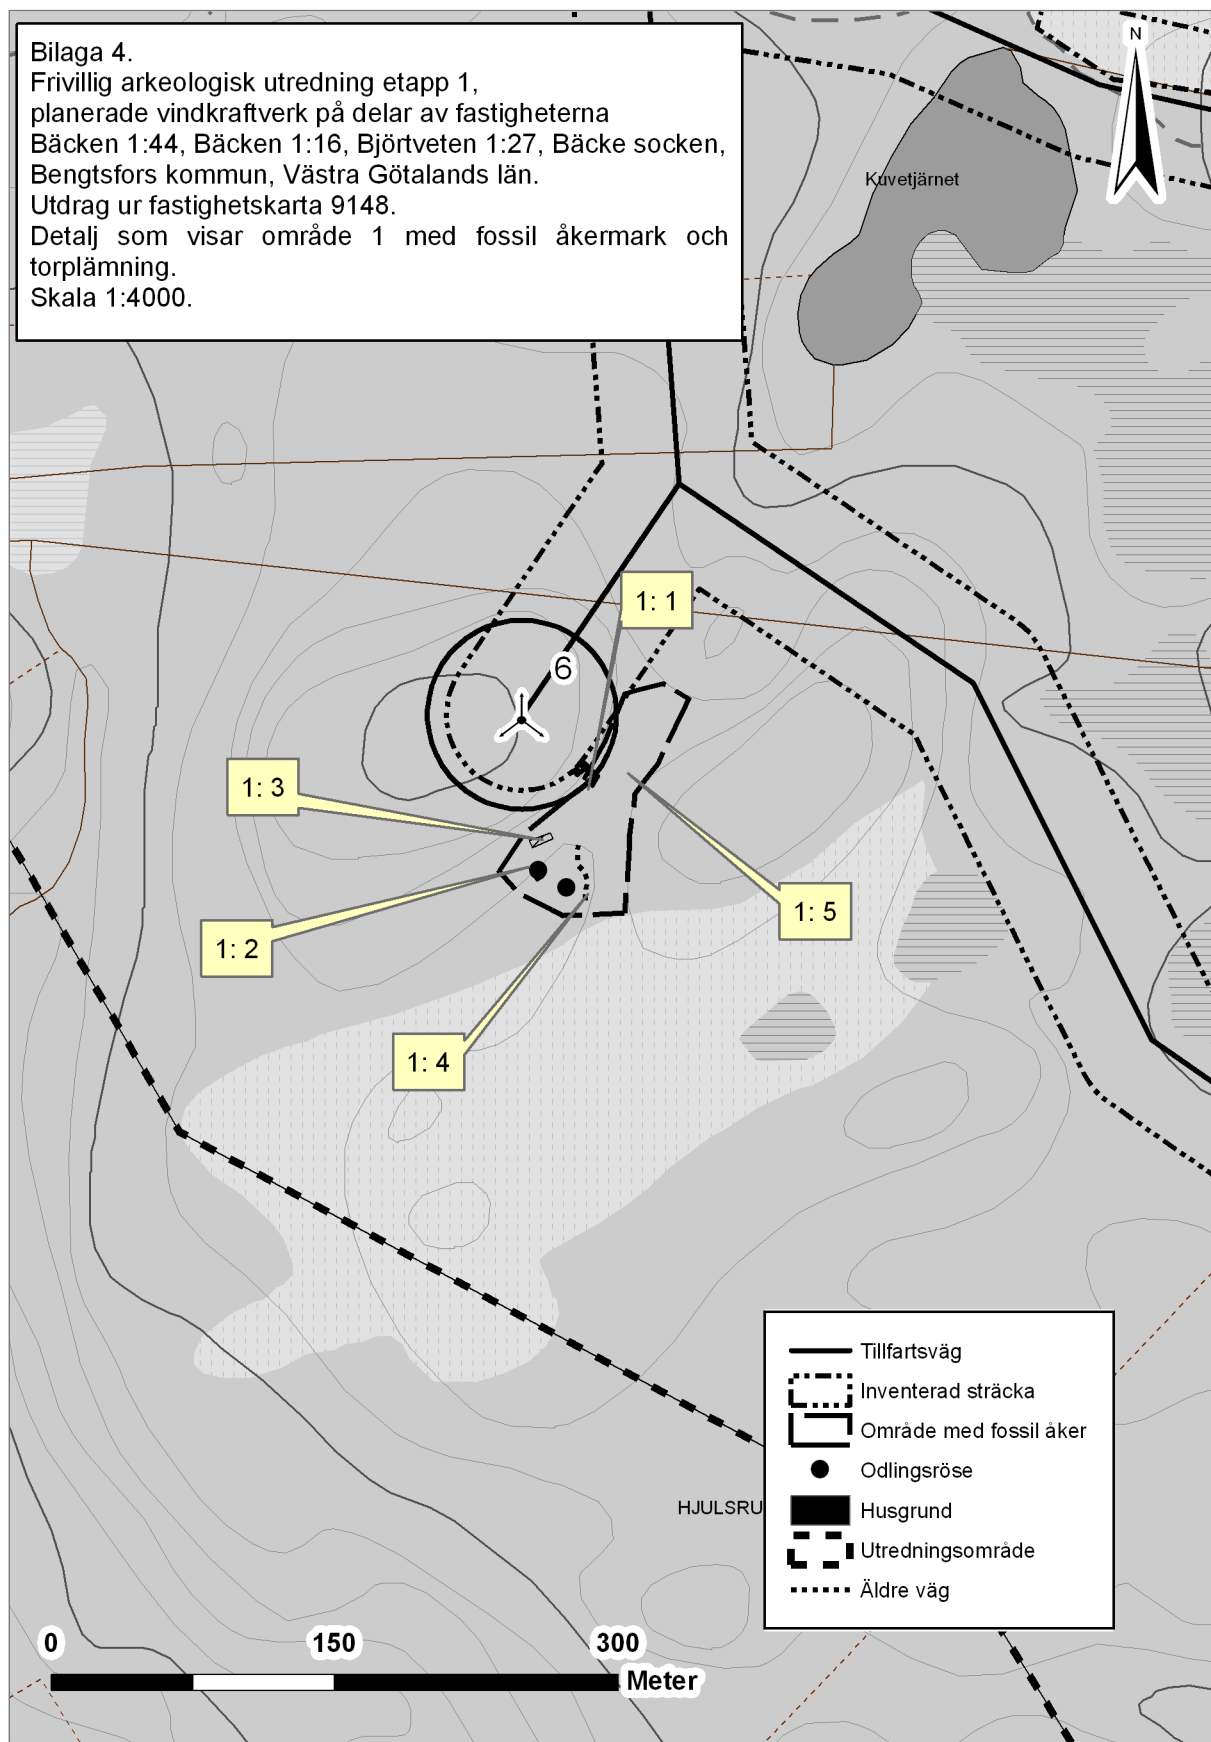 Bilaga 4.
Frivillig arkeologisk utredning etapp 1,
planerade vindkraftverk på delar av fastigheterna
Bäcken 1:44, Bäcken 1:16, Björtveten 1:27, Bäcke socken,
Bengtsfors kommun, Västra Götalands län.
Utdrag ur fastighetskarta 9148.
Detalj som visar område 1 med fossil åkermark och
torplämning.
Skala 1:4000.
N
Kuvetjärnet
1: 1
6
1: 3
1: 5
1: 2
1: 4
Tillfartsväg
Inventerad sträcka
Område med fossil åker
Odlingsröse
Husgrund
Utredningsområde
Äldre väg
HJULSRU
0 150 300
Meter